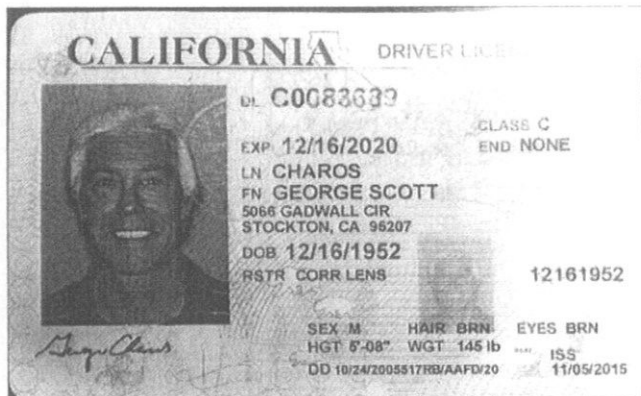 CALIFORNIA DRIVER
DL
CLASS C
EXP 12/16/2020 END NONE
LN CHAROS
FN GEORGE SCOTT
5066 GADWALL CIR
STOCKTON, CA 95207
DOB 12/16/1952
RSTR CORR LENS 12161952
SEX M HAIR BRN EYES BRN
HGT 5'-08" WGT 145 lb ISS
DD 10/24/2005517RB/AAFD/20 11/05/2015